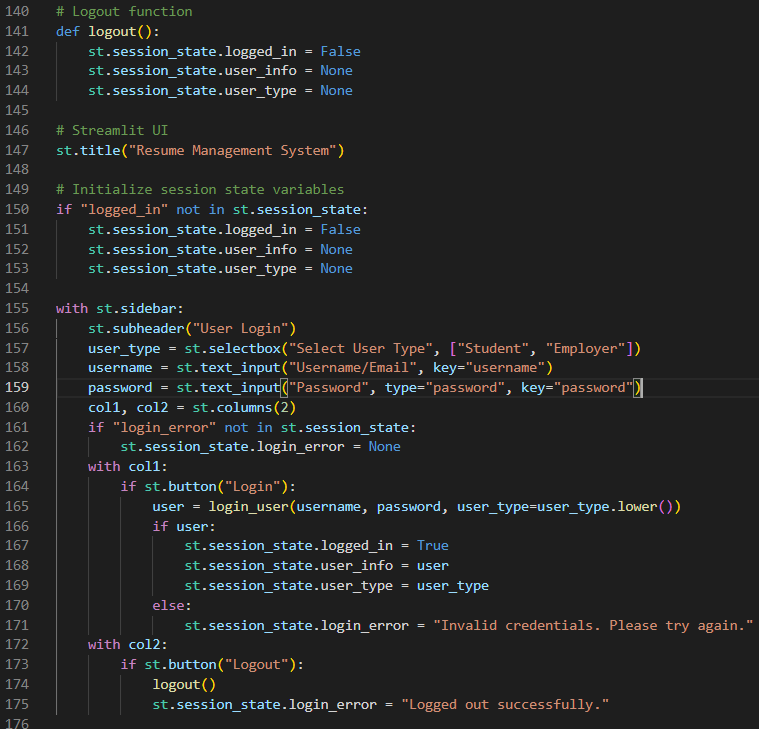 140 # Logout function
141 def logout():
142     st.session_state.logged_in = False
143     st.session_state.user_info = None
144     st.session_state.user_type = None
145
146 # Streamlit UI
147 st.title("Resume Management System")
148
149 # Initialize session state variables
150 if "logged_in" not in st.session_state:
151     st.session_state.logged_in = False
152     st.session_state.user_info = None
153     st.session_state.user_type = None
154
155 with st.sidebar:
156     st.subheader("User Login")
157     user_type = st.selectbox("Select User Type", ["Student", "Employer"])
158     username = st.text_input("Username/Email", key="username")
159     password = st.text_input("Password", type="password", key="password")
160     col1, col2 = st.columns(2)
161     if "login_error" not in st.session_state:
162         st.session_state.login_error = None
163     with col1:
164         if st.button("Login"):
165             user = login_user(username, password, user_type=user_type.lower())
166             if user:
167                 st.session_state.logged_in = True
168                 st.session_state.user_info = user
169                 st.session_state.user_type = user_type
170             else:
171                 st.session_state.login_error = "Invalid credentials. Please try again."
172     with col2:
173         if st.button("Logout"):
174             logout()
175             st.session_state.login_error = "Logged out successfully."
176